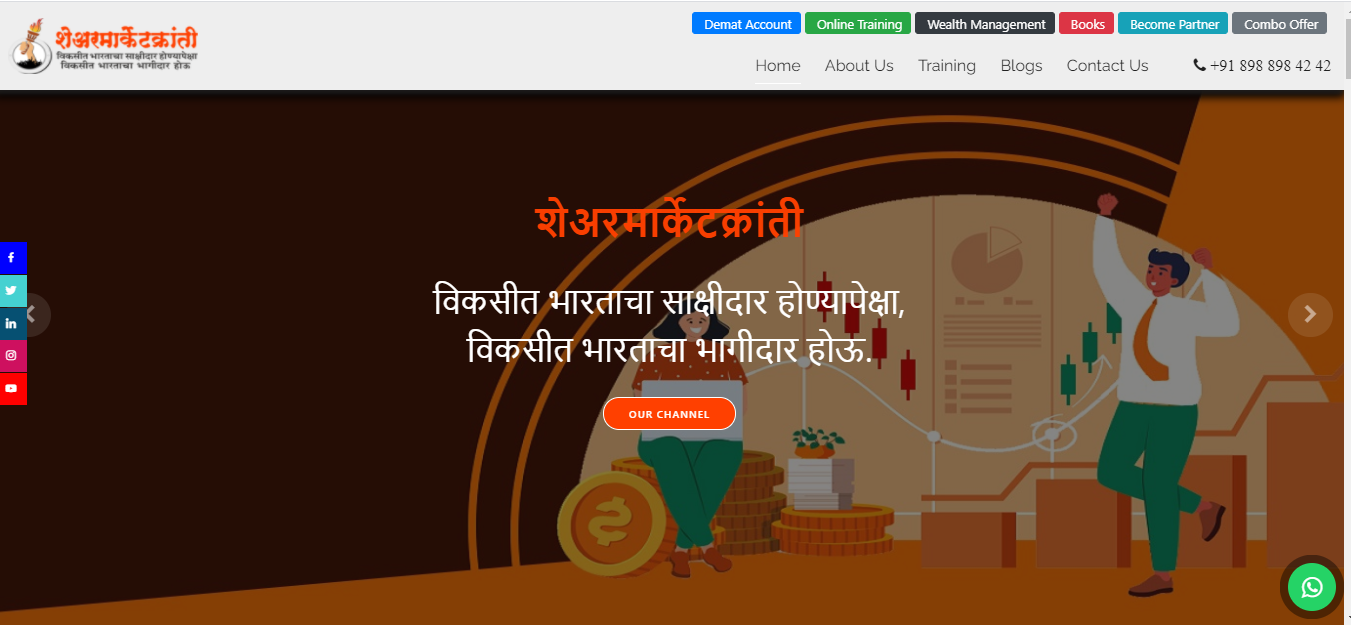 शेअरमार्केटक्रांती
विकसीत भारताचा साक्षीदार होण्यापेक्षा
विकसीत भारताचा भागीदार होऊ
Demat Account Online Training Wealth Management Books Become Partner Combo Offer
Home About Us Training Blogs Contact Us +91 898 898 42 42
शेअरमार्केटक्रांती
विकसीत भारताचा साक्षीदार होण्यापेक्षा,
विकसीत भारताचा भागीदार होऊ.
OUR CHANNEL